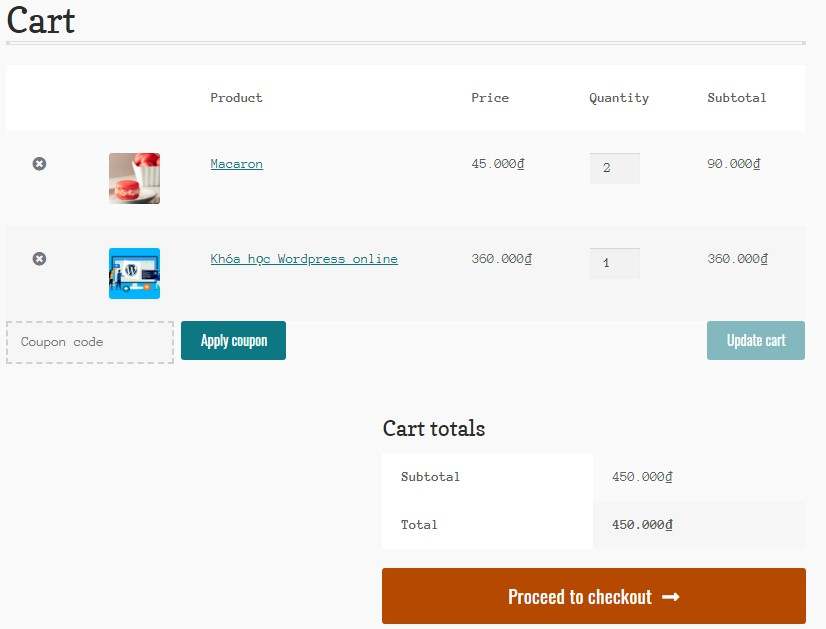 Cart
Product Price Quantity Subtotal
Macaron 45.000₫ 2 90.000₫
Khóa học Wordpress online 360.000₫ 1 360.000₫
Coupon code Apply coupon Update cart
Cart totals
Subtotal 450.000₫
Total 450.000₫
Proceed to checkout